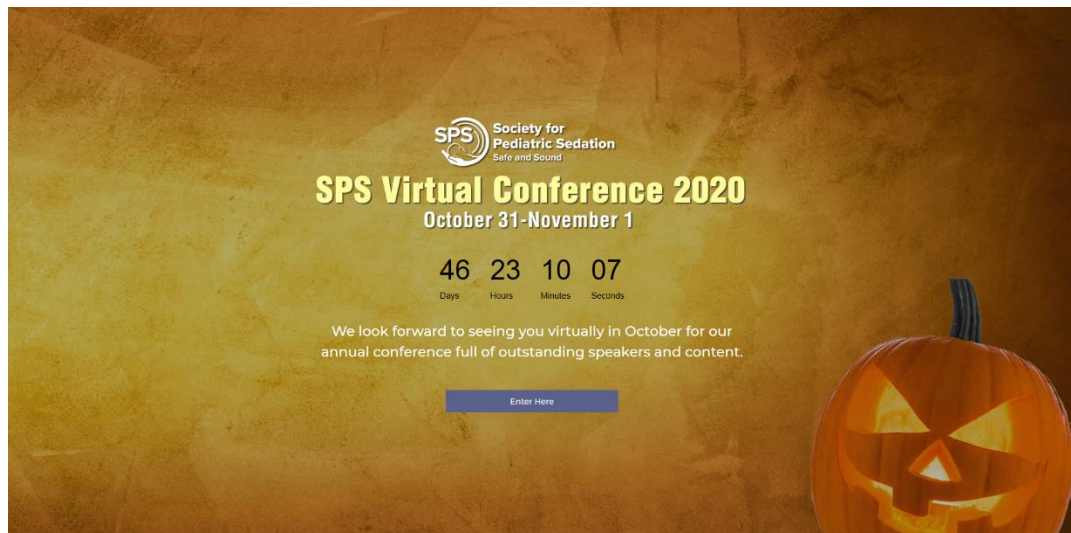 SPS
Society for
Pediatric Sedation
Safe and Sound
SPS Virtual Conference 2020
October 31-November 1
46 23 10 07
Days Hours Minutes Seconds
We look forward to seeing you virtually in October for our
annual conference full of outstanding speakers and content.
Enter Here